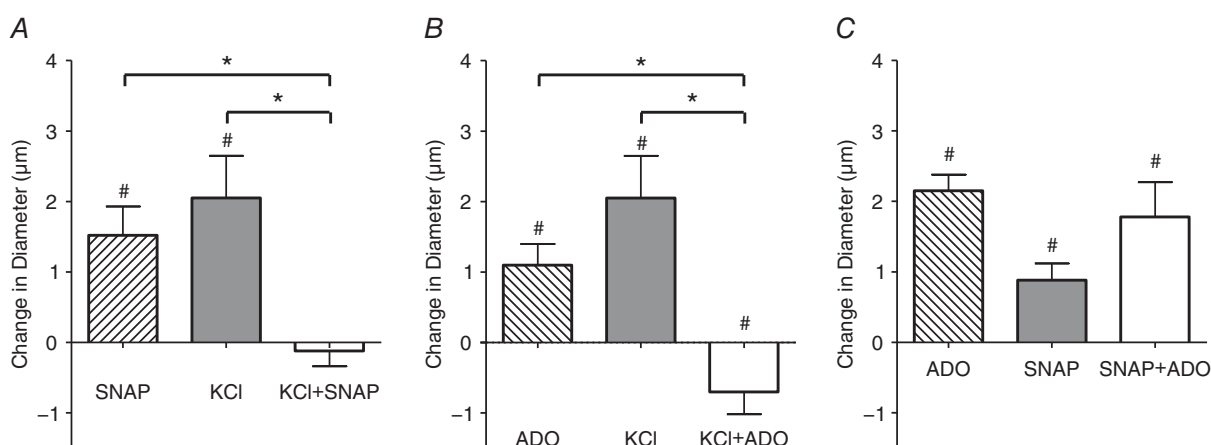 A
Change in Diameter (µm)
4
3
2
1
0
−1
*
*
#
#
SNAP
KCl
KCl+SNAP
B
Change in Diameter (µm)
4
3
2
1
0
−1
*
*
#
#
#
ADO
KCl
KCl+ADO
C
Change in Diameter (µm)
4
3
2
1
0
−1
#
#
#
ADO
SNAP
SNAP+ADO